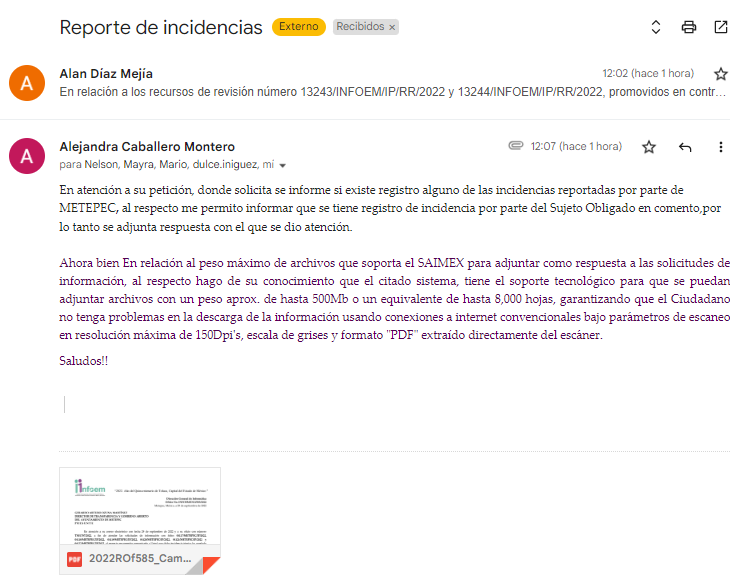 Reporte de incidencias Externo Recibidos ×
A
Alan Díaz Mejía 12:02 (hace 1 hora)
En relación a los recursos de revisión número 13243/INFOEM/IP/RR/2022 y 13244/INFOEM/IP/RR/2022, promovidos en contr…
A
Alejandra Caballero Montero 12:07 (hace 1 hora)
para Nelson, Mayra, Mario, dulce.iniguez, mí
En atención a su petición, donde solicita se informe si existe registro alguno de las incidencias reportadas por parte de
METEPEC, al respecto me permito informar que se tiene registro de incidencia por parte del Sujeto Obligado en comento,por
lo tanto se adjunta respuesta con el que se dio atención.
Ahora bien En relación al peso máximo de archivos que soporta el SAIMEX para adjuntar como respuesta a las solicitudes de
información, al respecto hago de su conocimiento que el citado sistema, tiene el soporte tecnológico para que se puedan
adjuntar archivos con un peso aprox. de hasta 500Mb o un equivalente de hasta 8,000 hojas, garantizando que el Ciudadano
no tenga problemas en la descarga de la información usando conexiones a internet convencionales bajo parámetros de escaneo
en resolución máxima de 150Dpi's, escala de grises y formato "PDF" extraído directamente del escáner.
Saludos!!
infoem
PDF 2022ROf585_Cam...